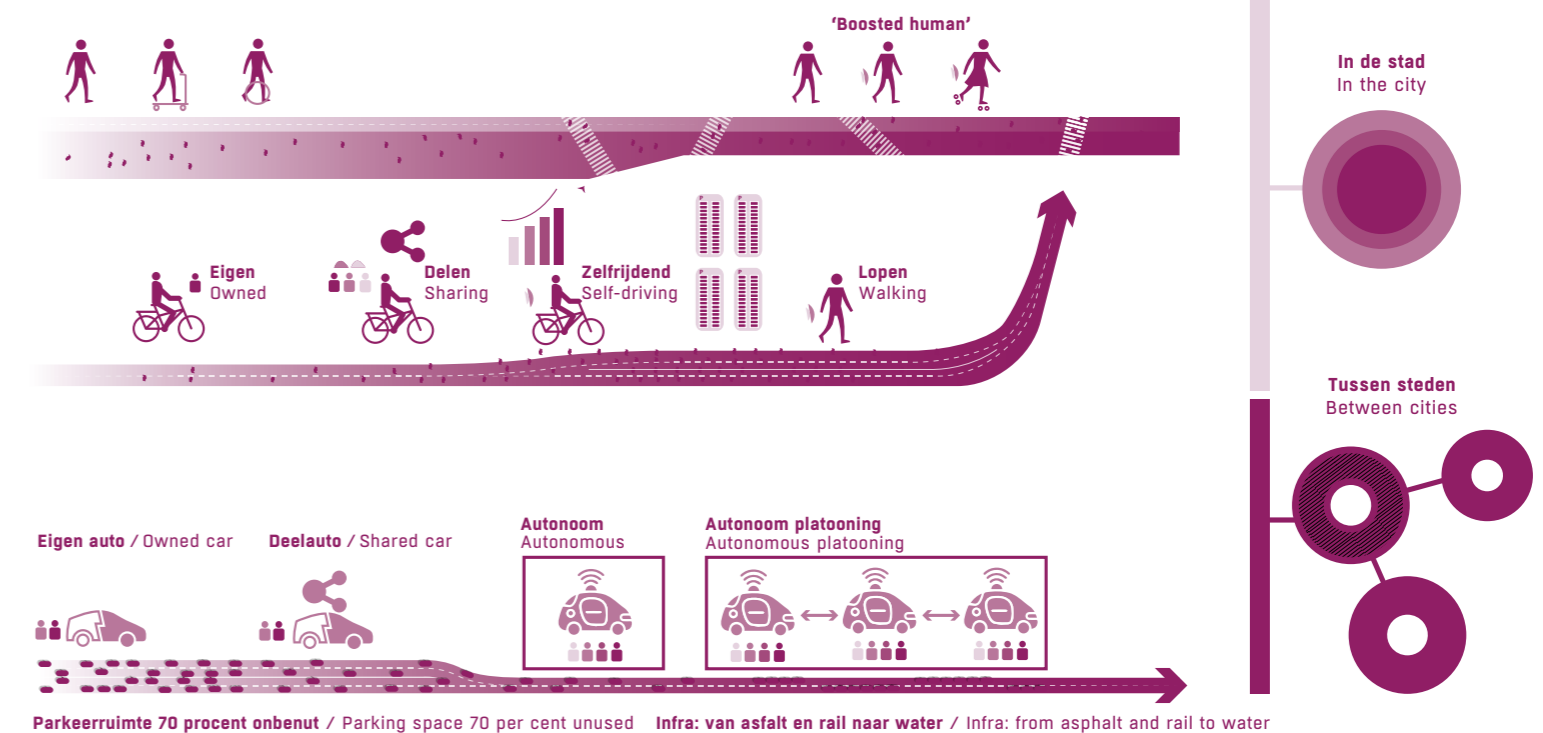 'Boosted human'
In de stad
In the city
Eigen
Owned
Delen
Sharing
Zelfrijdend
Self-driving
P P
P P
Lopen
Walking
Tussen steden
Between cities
Eigen auto / Owned car
Deelauto / Shared car
Autonoom
Autonomous
Autonoom platooning
Autonomous platooning
Parkeerruimte 70 procent onbenut / Parking space 70 per cent unused
Infra: van asfalt en rail naar water / Infra: from asphalt and rail to water